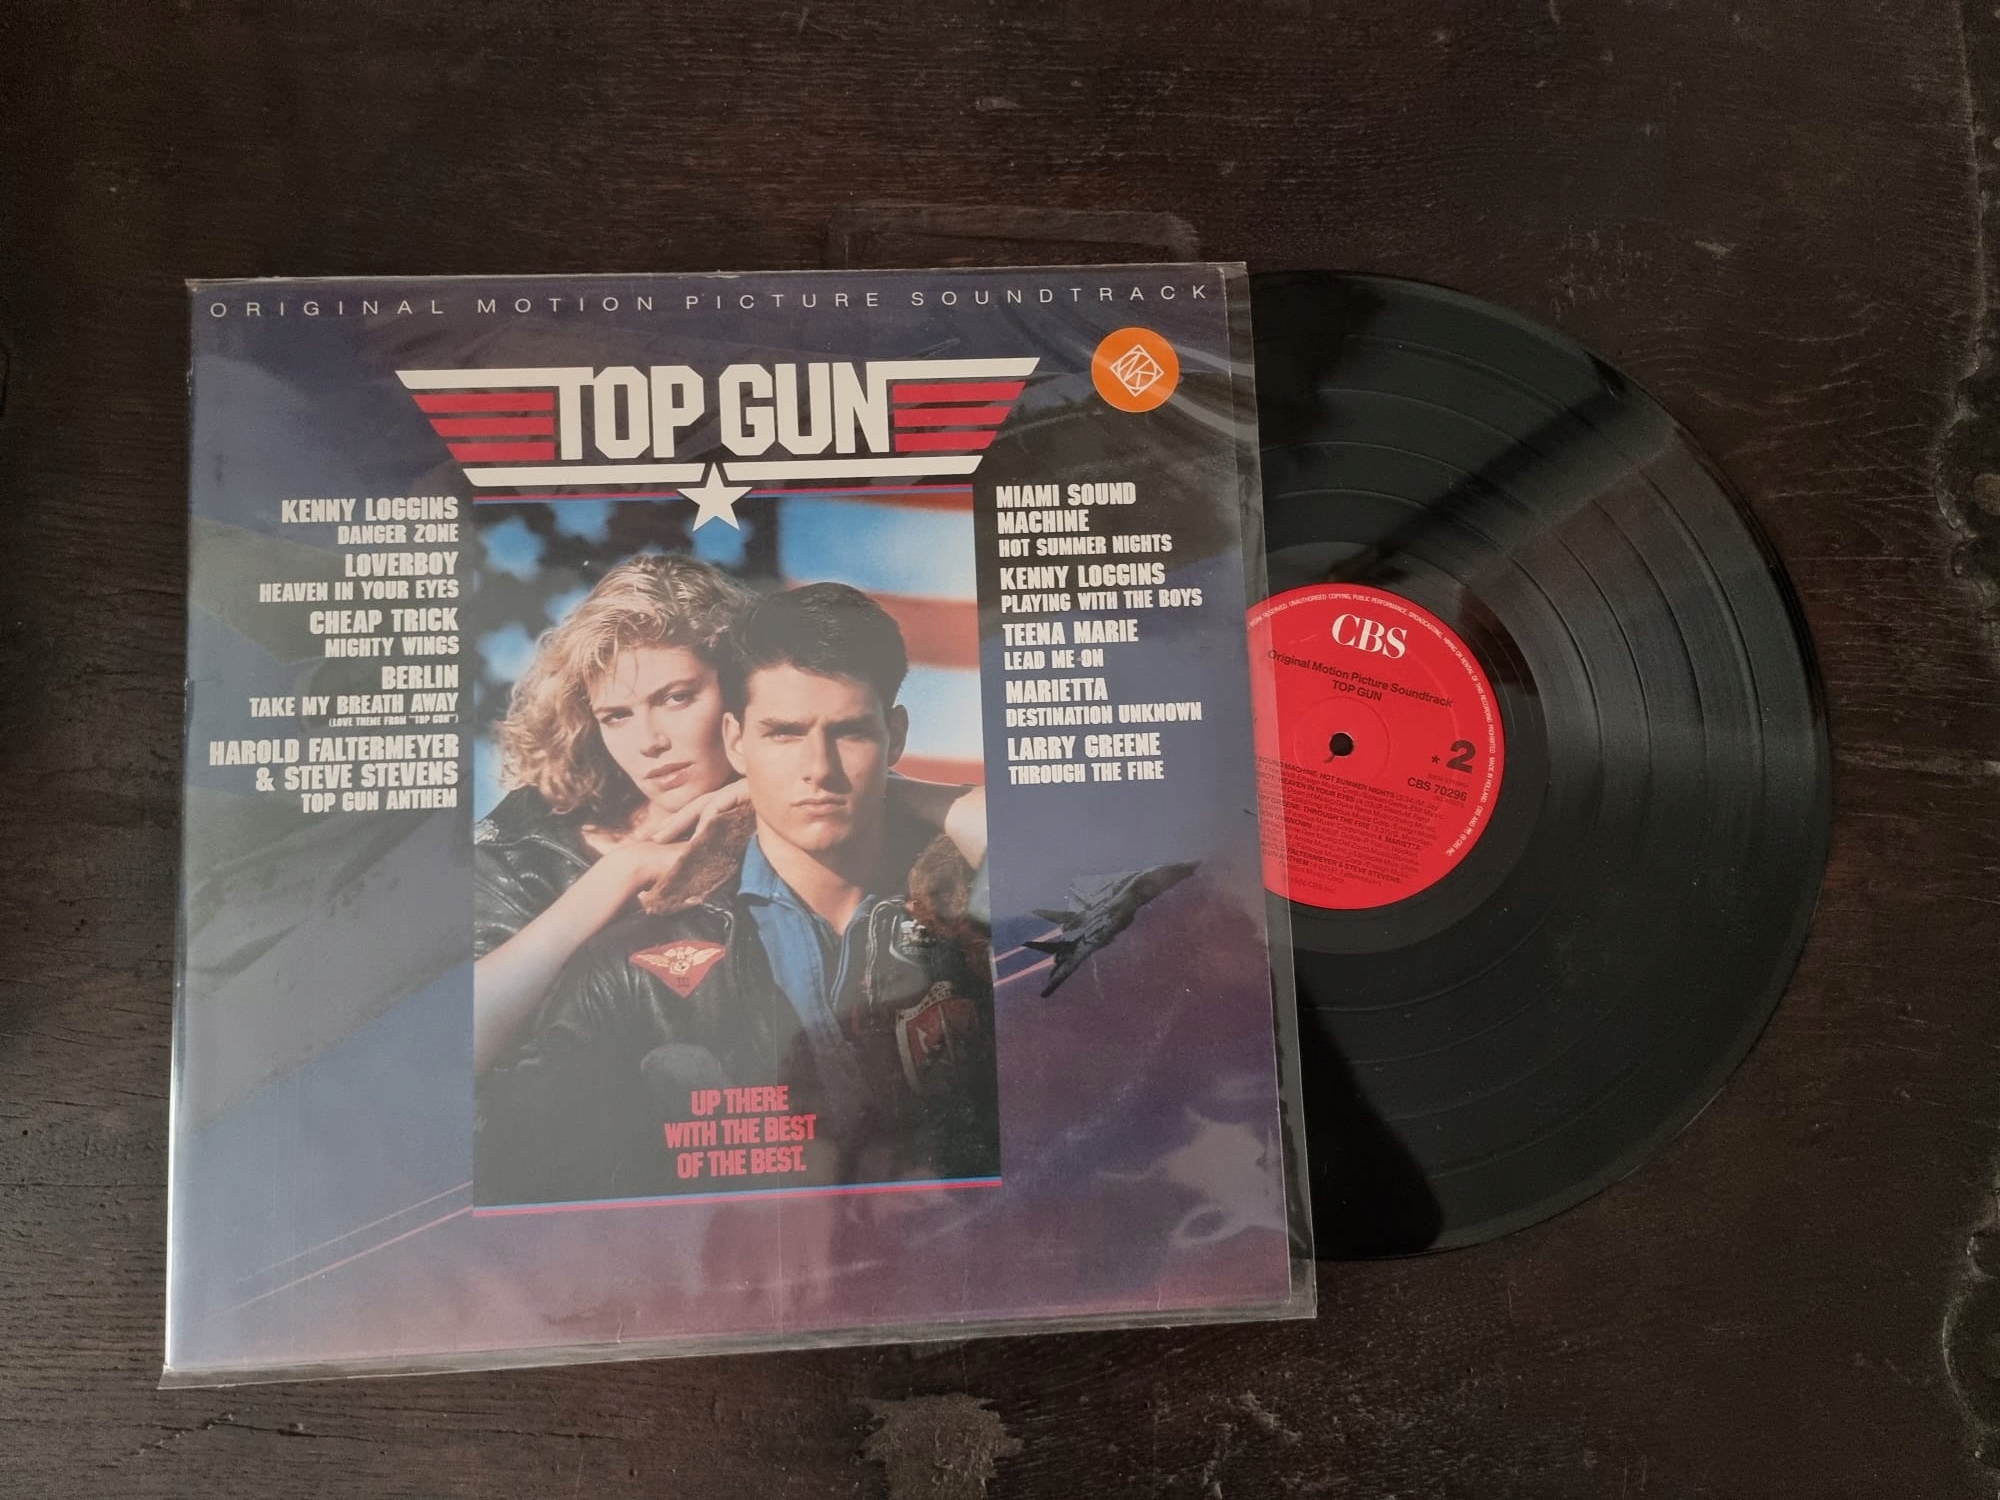 ORIGINAL MOTION PICTURE SOUNDTRACK
TOP GUN
KENNY LOGGINS
DANGER ZONE
LOVERBOY
HEAVEN IN YOUR EYES
CHEAP TRICK
MIGHTY WINGS
BERLIN
TAKE MY BREATH AWAY
(LOVE THEME FROM "TOP GUN")
HAROLD FALTERMEYER
& STEVE STEVENS
TOP GUN ANTHEM
MIAMI SOUND
MACHINE
HOT SUMMER NIGHTS
KENNY LOGGINS
PLAYING WITH THE BOYS
TEENA MARIE
LEAD ME ON
MARIETTA
DESTINATION UNKNOWN
LARRY GREENE
THROUGH THE FIRE
UP THERE
WITH THE BEST
OF THE BEST.
CBS
Original Motion Picture Soundtrack
TOP GUN
* 2
CBS 70296